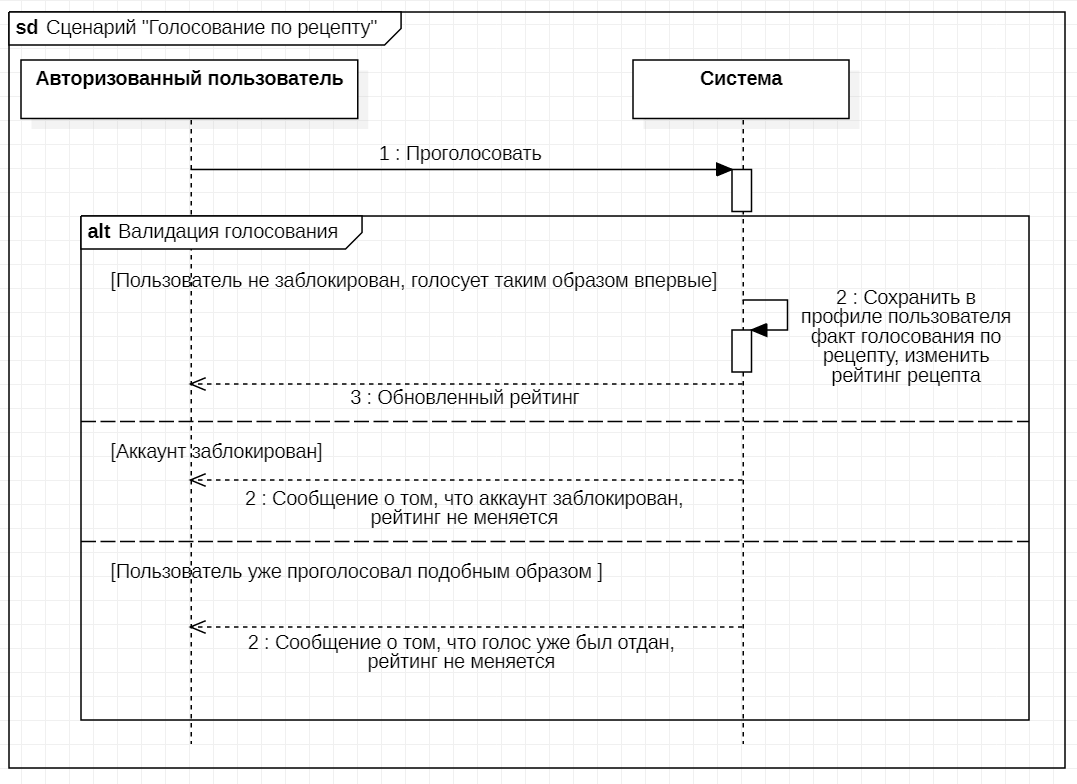 sd Сценарий "Голосование по рецепту"
Авторизованный пользователь
Система
1 : Проголосовать
alt Валидация голосования
[Пользователь не заблокирован, голосует таким образом впервые]
2 : Сохранить в
профиле пользователя
факт голосования по
рецепту, изменить
рейтинг рецепта
3 : Обновленный рейтинг
[Аккаунт заблокирован]
2 : Сообщение о том, что аккаунт заблокирован,
рейтинг не меняется
[Пользователь уже проголосовал подобным образом ]
2 : Сообщение о том, что голос уже был отдан,
рейтинг не меняется